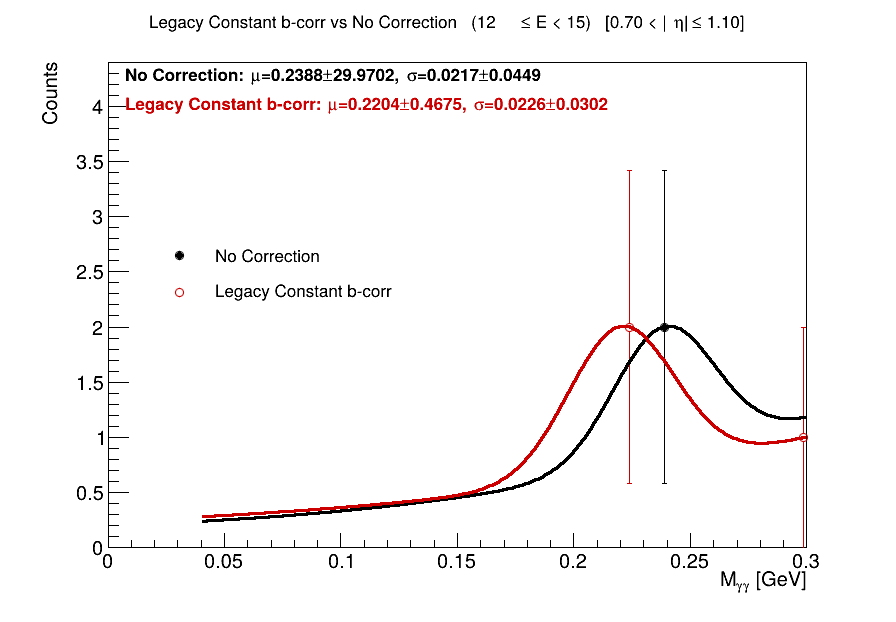 Legacy Constant b-corr vs No Correction (12 ≤ E < 15) [0.70 < | η| ≤ 1.10]
Counts
No Correction: μ=0.2388±29.9702, σ=0.0217±0.0449
Legacy Constant b-corr: μ=0.2204±0.4675, σ=0.0226±0.0302
No Correction
Legacy Constant b-corr
4
3.5
3
2.5
2
1.5
1
0.5
0
0 0.05 0.1 0.15 0.2 0.25 0.3
Mγγ [GeV]